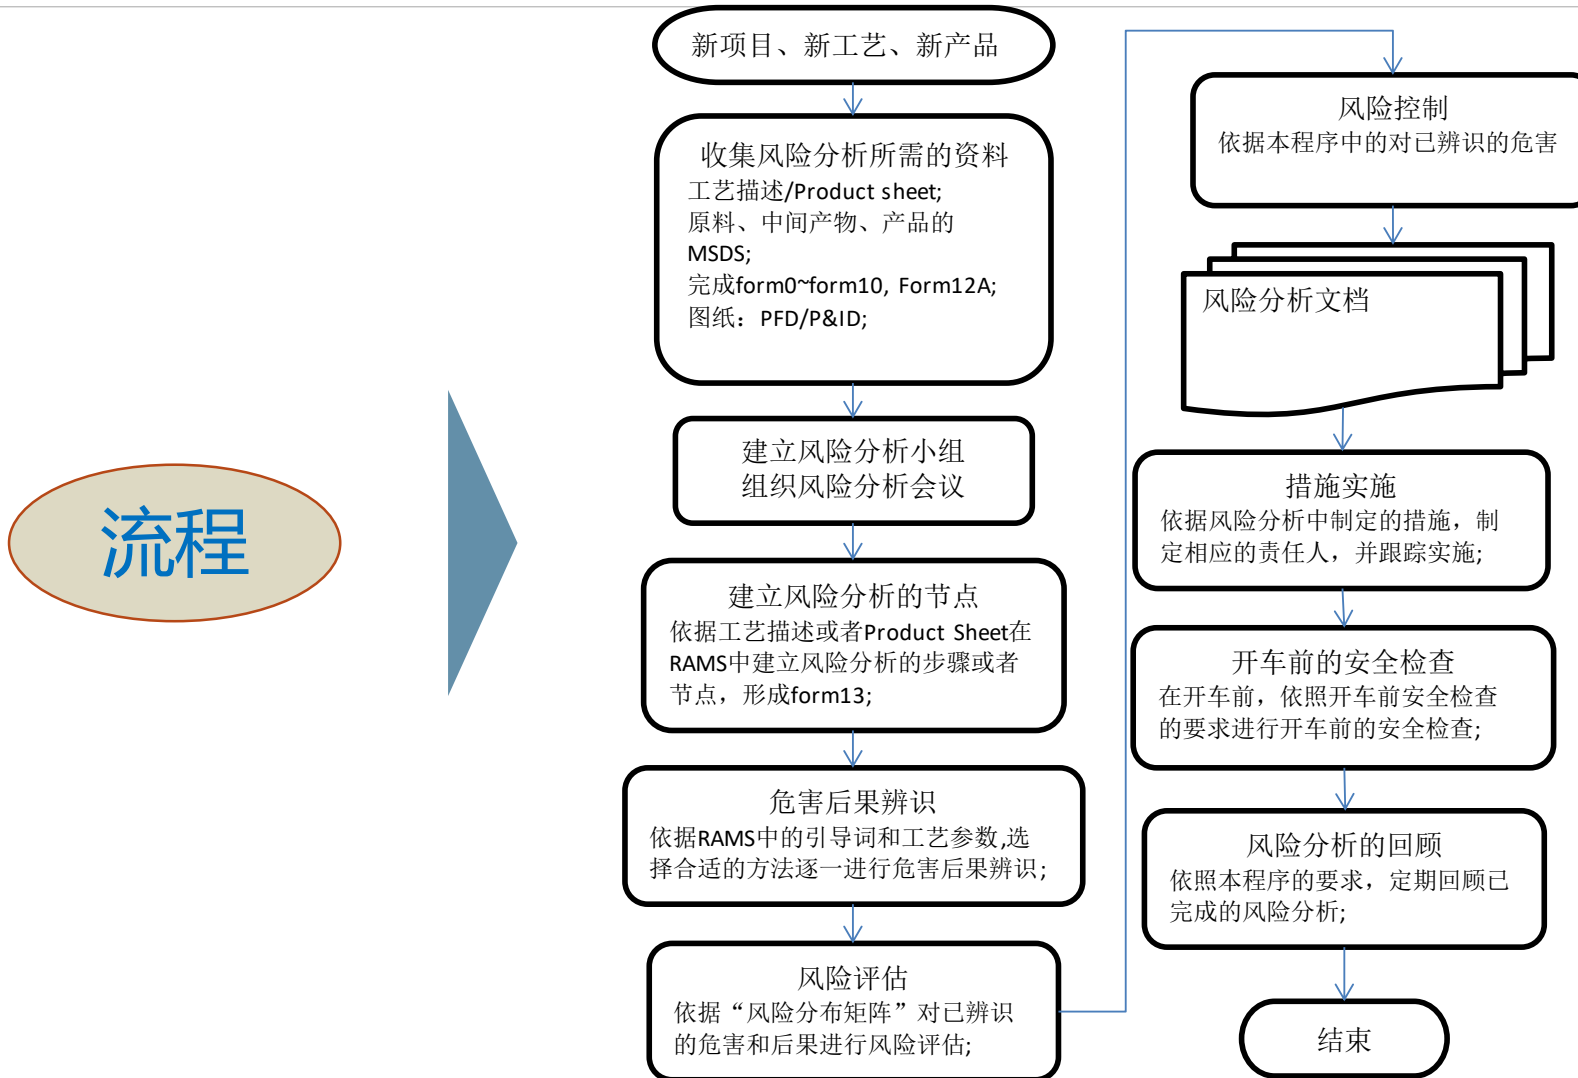 流程
新项目、新工艺、新产品
收集风险分析所需的资料
工艺描述/Product sheet;
原料、中间产物、产品的
MSDS;
完成form0~form10, Form12A;
图纸：PFD/P&ID;
建立风险分析小组
组织风险分析会议
建立风险分析的节点
依据工艺描述或者Product Sheet在
RAMS中建立风险分析的步骤或者
节点，形成form13;
危害后果辨识
依据RAMS中的引导词和工艺参数,选
择合适的方法逐一进行危害后果辨识;
风险评估
依据“风险分布矩阵”对已辨识
的危害和后果进行风险评估;
风险控制
依据本程序中的对已辨识的危害
风险分析文档
措施实施
依据风险分析中制定的措施，制
定相应的责任人，并跟踪实施;
开车前的安全检查
在开车前，依照开车前安全检查
的要求进行开车前的安全检查;
风险分析的回顾
依照本程序的要求，定期回顾已
完成的风险分析;
结束